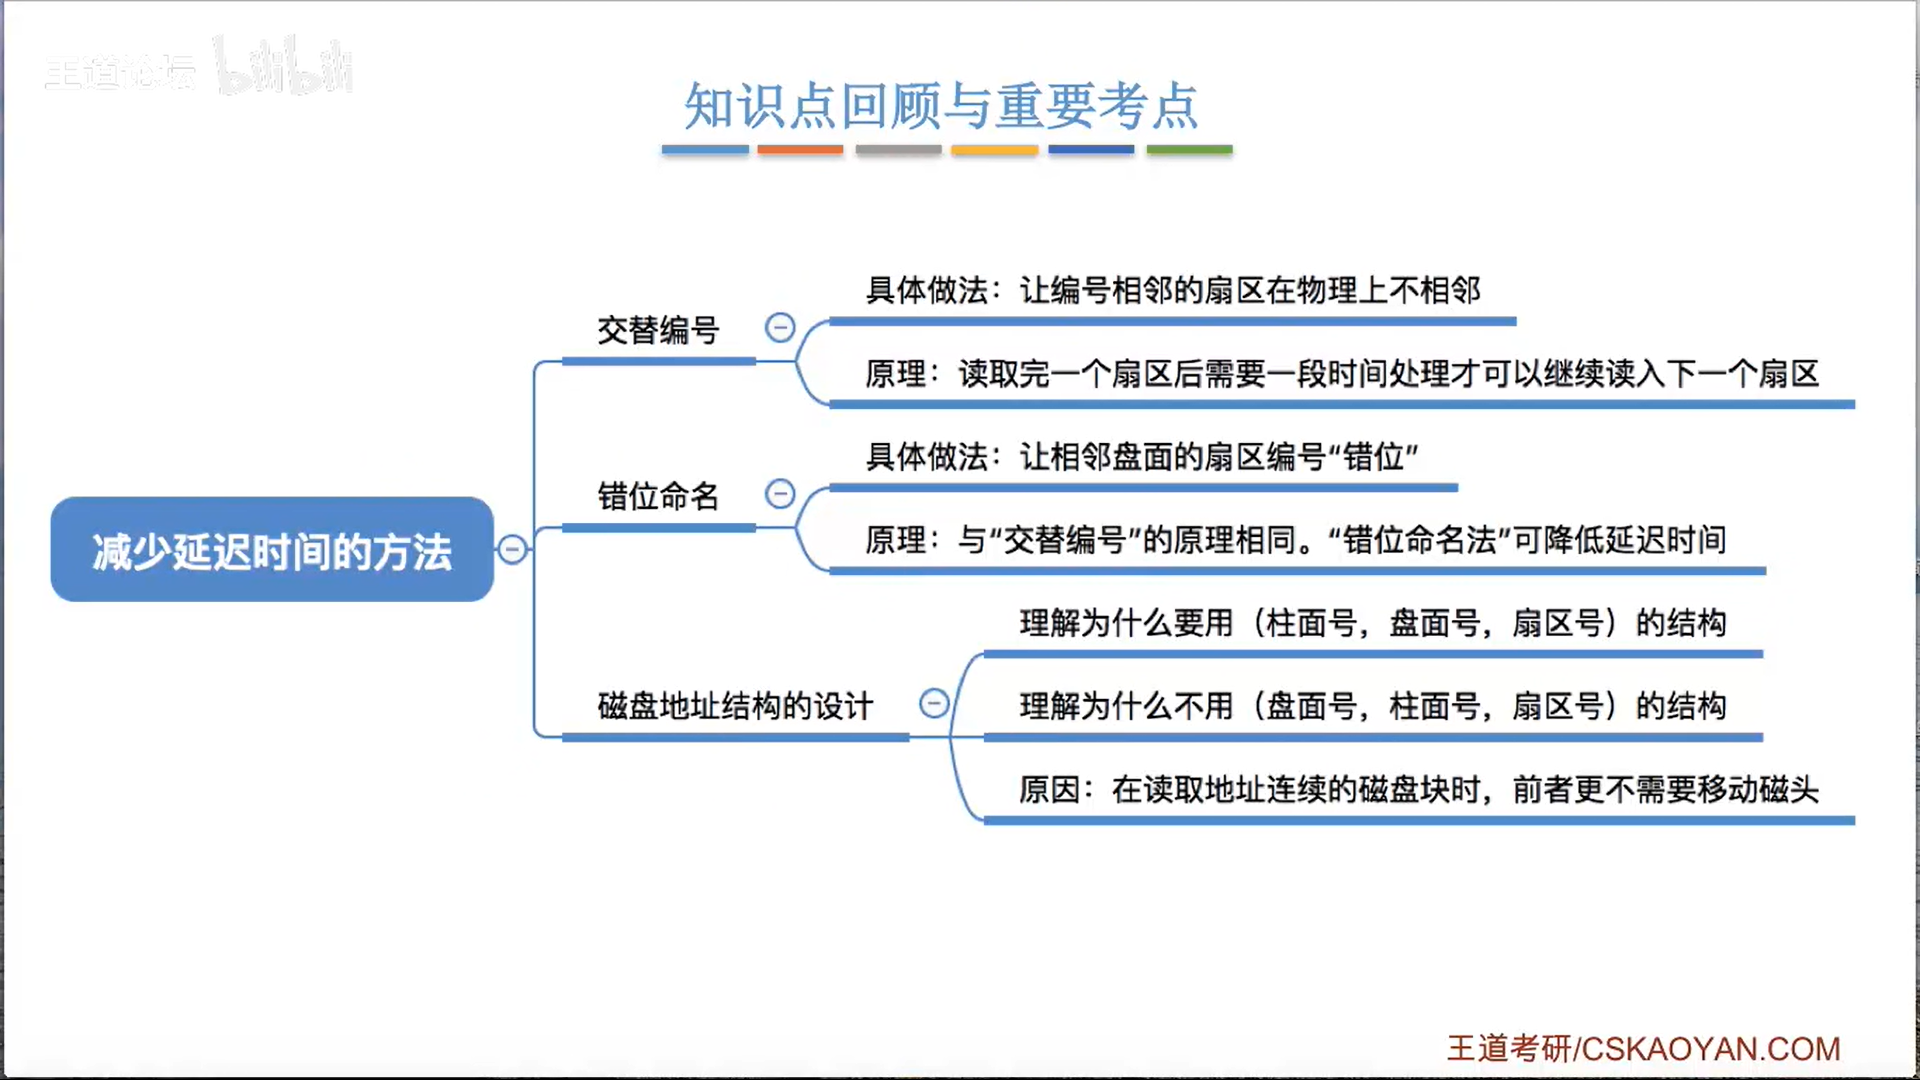 王道论坛 bilibili
知识点回顾与重要考点
减少延迟时间的方法
交替编号
具体做法：让编号相邻的扇区在物理上不相邻
原理：读取完一个扇区后需要一段时间处理才可以继续读入下一个扇区
错位命名
具体做法：让相邻盘面的扇区编号“错位”
原理：与“交替编号”的原理相同。“错位命名法”可降低延迟时间
磁盘地址结构的设计
理解为什么要用（柱面号，盘面号，扇区号）的结构
理解为什么不用（盘面号，柱面号，扇区号）的结构
原因：在读取地址连续的磁盘块时，前者更不需要移动磁头
王道考研/CSKAOYAN.COM